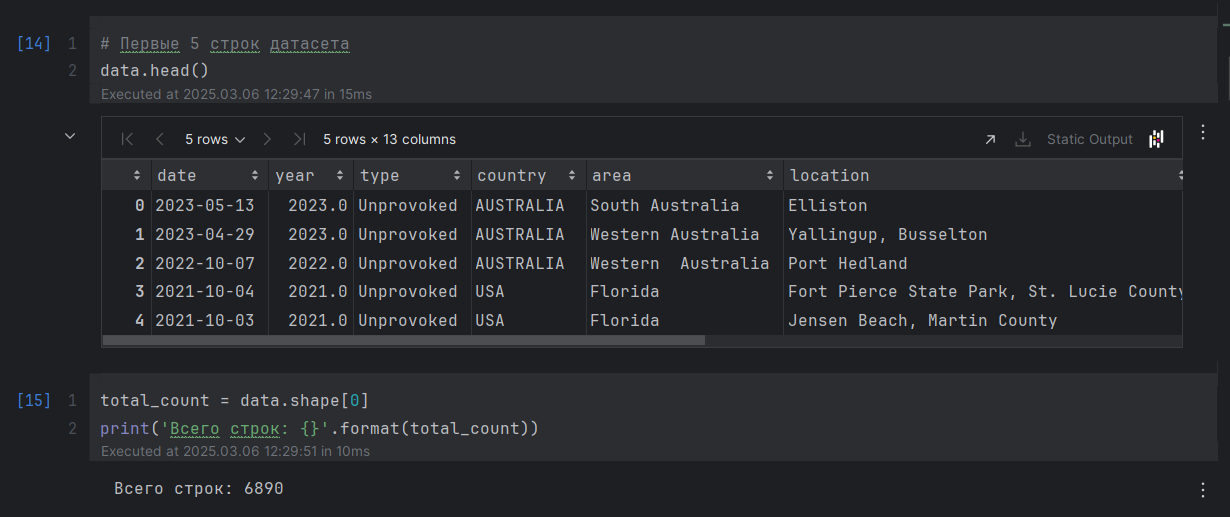 [14] 1 # Первые 5 строк датасета
2 data.head()
Executed at 2025.03.06 12:29:47 in 15ms
5 rows 5 rows × 13 columns Static Output
date year type country area location
0 2023-05-13 2023.0 Unprovoked AUSTRALIA South Australia Elliston
1 2023-04-29 2023.0 Unprovoked AUSTRALIA Western Australia Yallingup, Busselton
2 2022-10-07 2022.0 Unprovoked AUSTRALIA Western  Australia Port Hedland
3 2021-10-04 2021.0 Unprovoked USA Florida Fort Pierce State Park, St. Lucie County
4 2021-10-03 2021.0 Unprovoked USA Florida Jensen Beach, Martin County
[15] 1 total_count = data.shape[0]
2 print('Всего строк: {}'.format(total_count))
Executed at 2025.03.06 12:29:51 in 10ms
Всего строк: 6890